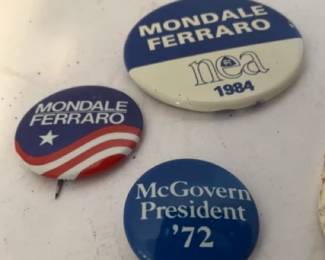 MONDALE
FERRARO
nea
1984
MONDALE
FERRARO
McGovern
President
'72